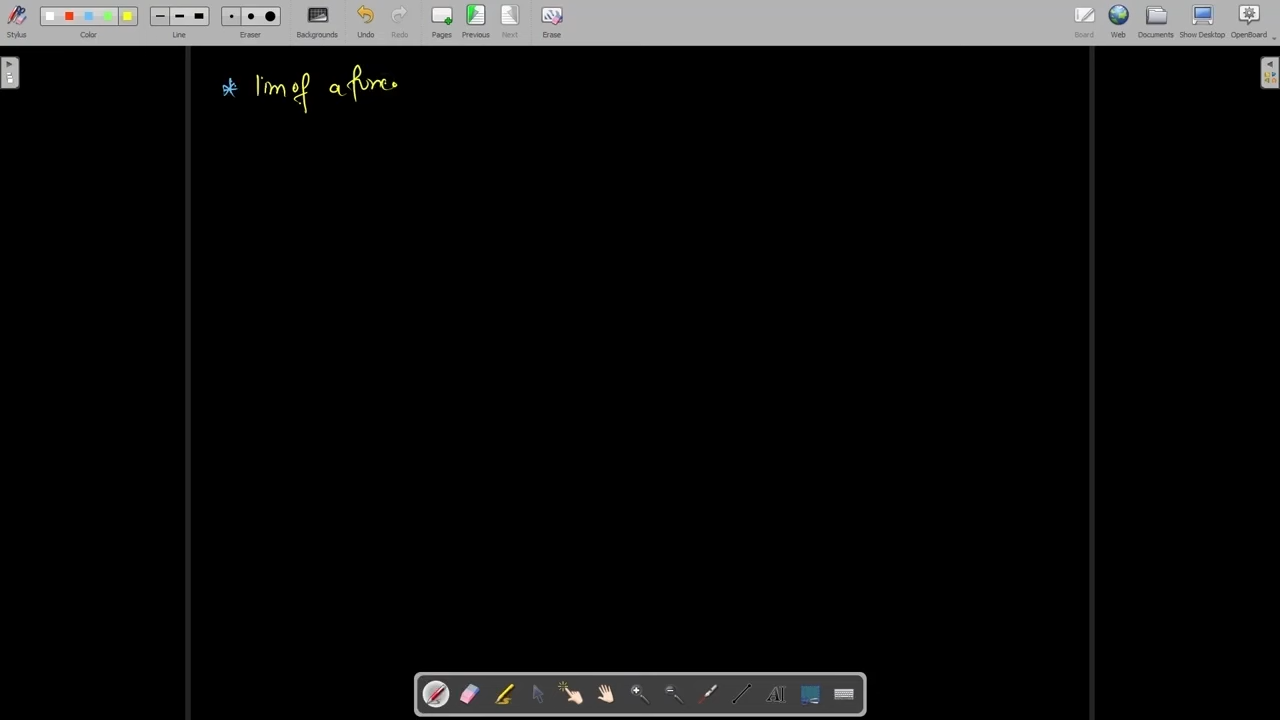 Stylus Color Line Eraser Backgrounds Undo Redo Pages Previous Next Erase Board Web Documents Show Desktop OpenBoard
* lim of a func